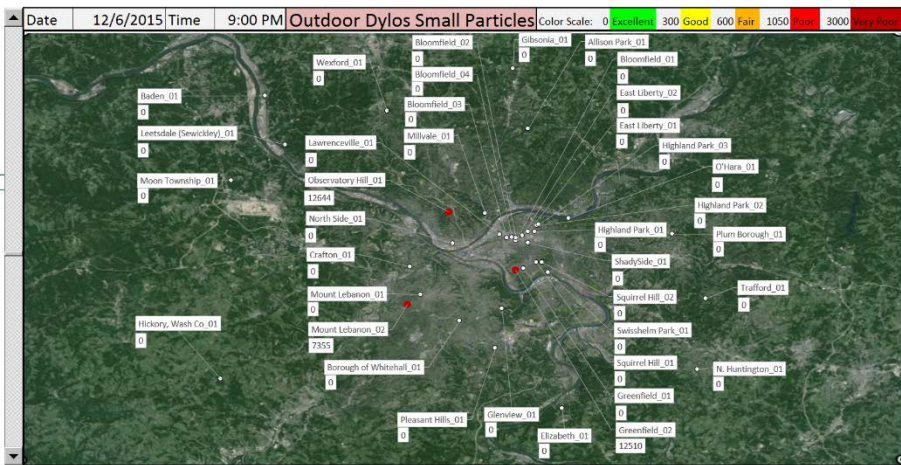 Date 12/6/2015 Time 9:00 PM Outdoor Dylos Small Particles Color Scale: 0 Excellent 300 Good 600 Fair 1050 Poor 3000 Very Poor
Bloomfield_02
0
Gibsonia_01
0
Allison Park_01
0
Wexford_01
0
Bloomfield_01
0
Bloomfield_04
0
Baden_01
0
East Liberty_02
0
Bloomfield_03
0
Leetsdale (Sewickley)_01
0
Lawrenceville_01
0
Millvale_01
0
East Liberty_01
0
Highland Park_03
0
O'Hara_01
0
Moon Township_01
0
Observatory Hill_01
12644
Highland Park_02
0
North Side_01
0
Highland Park_01
0
Plum Borough_01
0
Crafton_01
0
ShadySide_01
0
Mount Lebanon_01
0
Squirrel Hill_02
0
Trafford_01
0
Hickory, Wash Co_01
0
Mount Lebanon_02
7355
Swisshelm Park_01
0
Borough of Whitehall_01
0
Squirrel Hill_01
0
N. Huntington_01
0
Greenfield_01
0
Pleasant Hills_01
0
Glenview_01
0
Elizabeth_01
0
Greenfield_02
12510